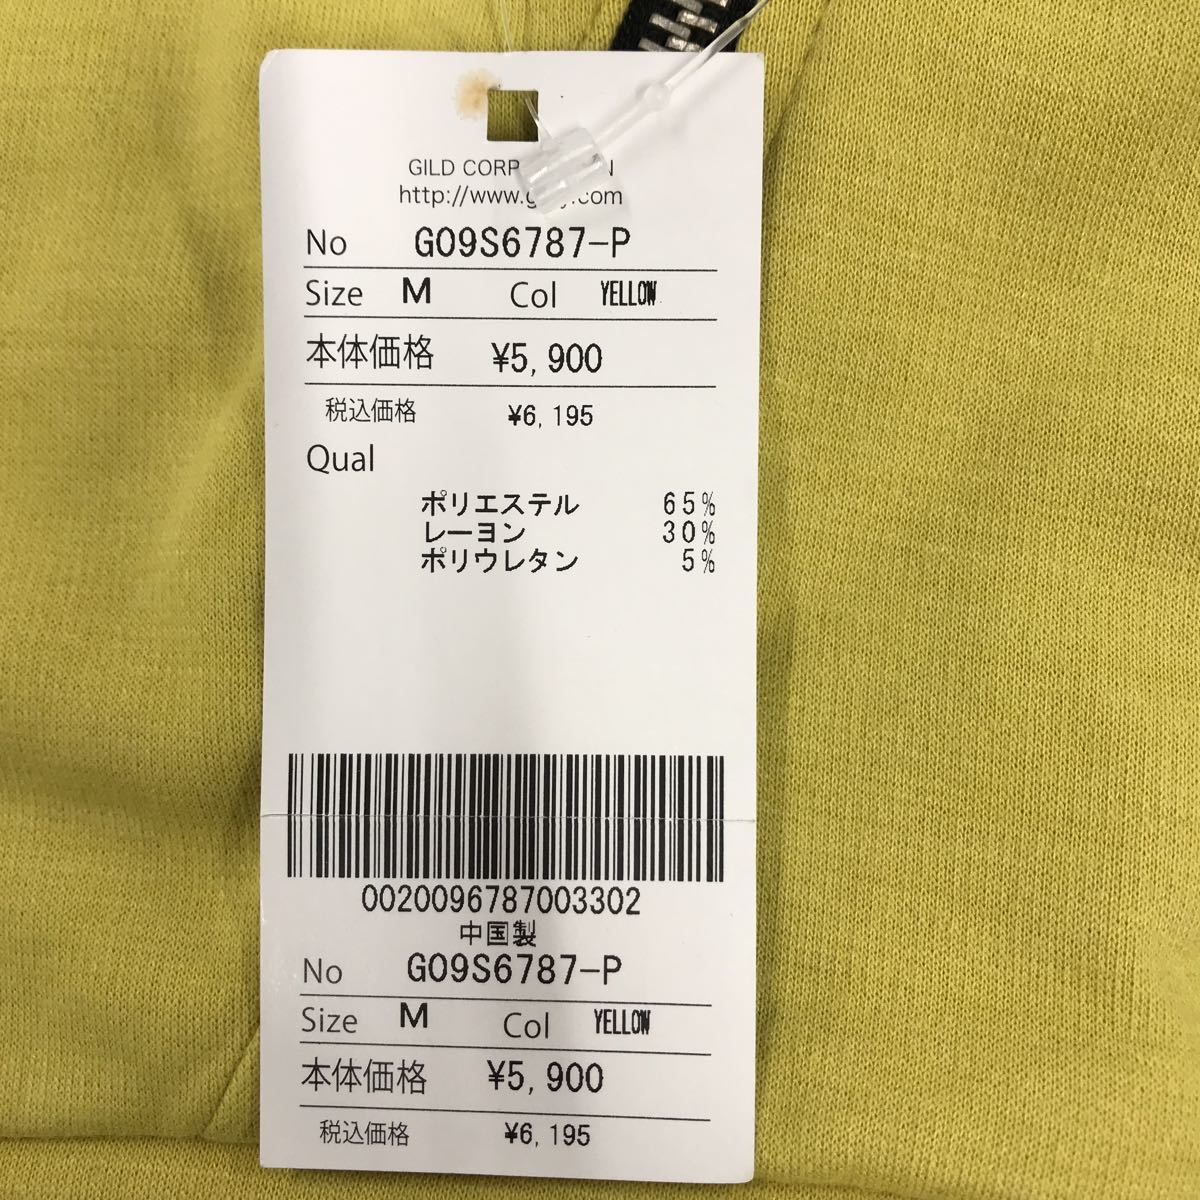 GILD CORP
http://www.
No G09S6787-P
Size M Col YELLOW
本体価格 ¥5,900
税込価格 ¥6,195
Qual
ポリエステル 65%
レーヨン 30%
ポリウレタン 5%
0020096787003302
中国製
No G09S6787-P
Size M Col YELLOW
本体価格 ¥5,900
税込価格 ¥6,195